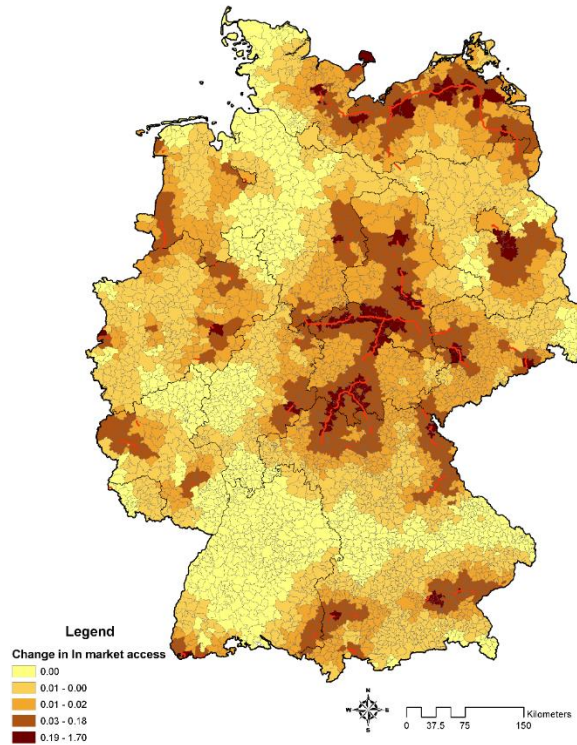 Legend
Change in ln market access
0.00
0.01 - 0.00
0.01 - 0.02
0.03 - 0.18
0.19 - 1.70
N
W E
S
Kilometers
0 37.5 75 150